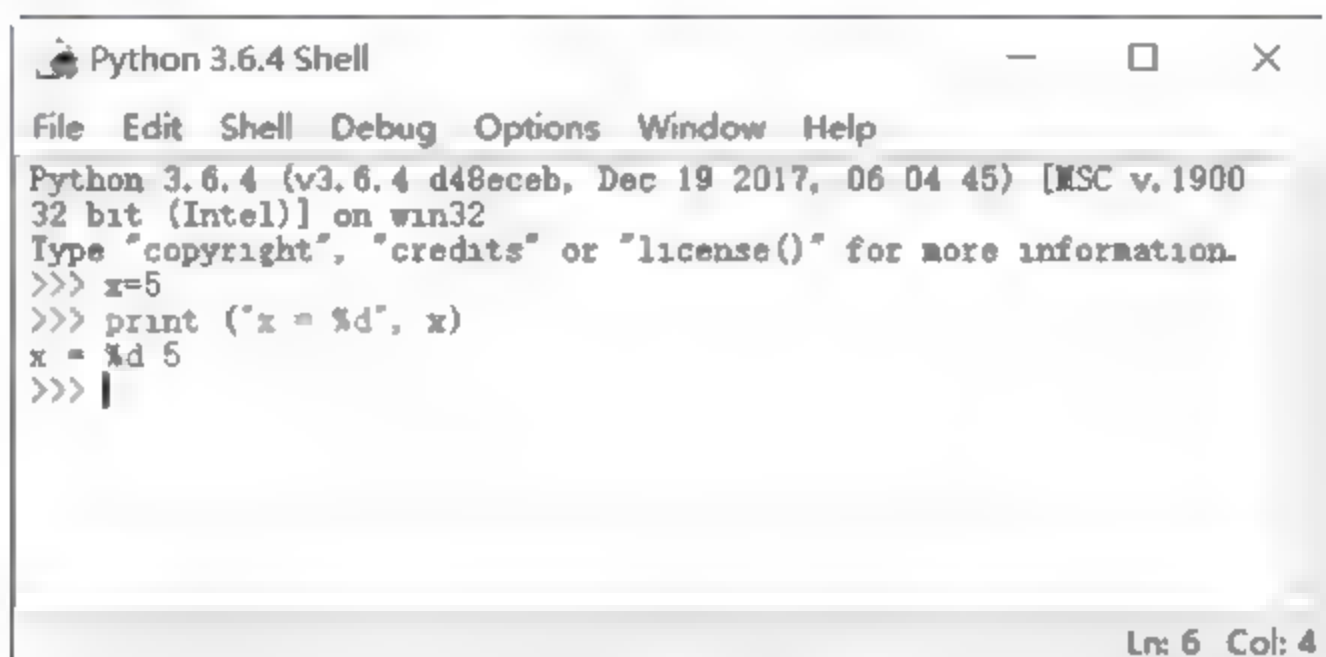 Python 3.6.4 Shell
File Edit Shell Debug Options Window Help
Python 3.6.4 (v3.6.4 d48eceb, Dec 19 2017, 06 04 45) [MSC v.1900
32 bit (Intel)] on win32
Type "copyright", "credits" or "license()" for more information.
>>> x=5
>>> print ("x = %d", x)
x = %d 5
>>>
Ln: 6 Col: 4